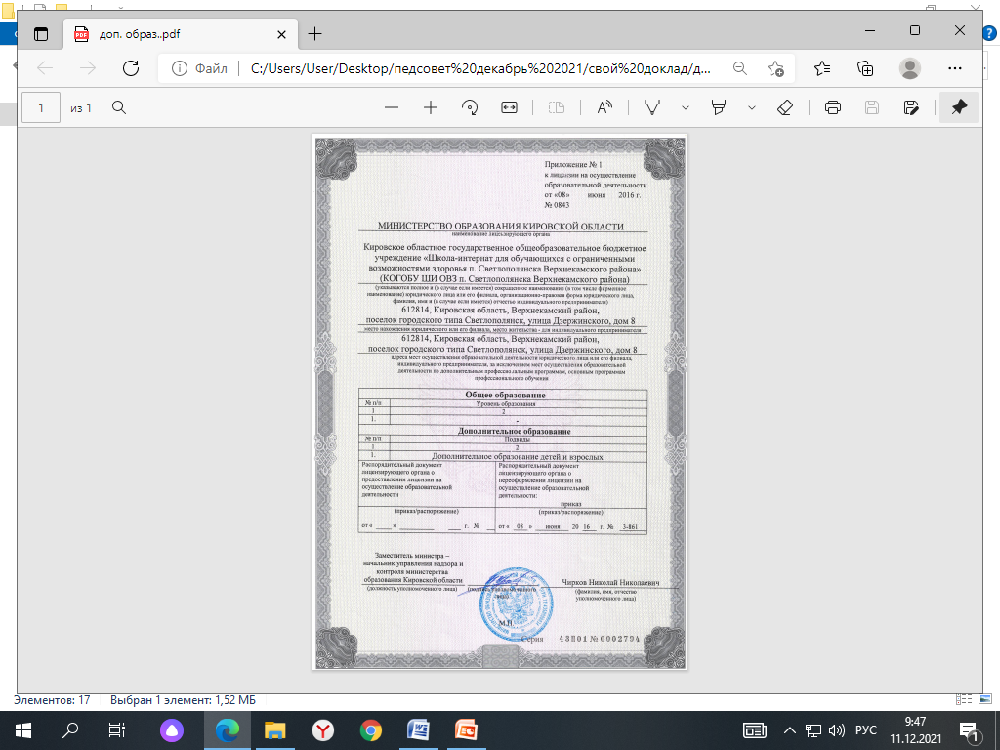 доп. образ..pdf
Файл
C:/Users/User/Desktop/педсовет%20декабрь%202021/свой%20доклад/д...
1
из 1
Приложение № 1
к лицензии на осуществление
образовательной деятельности
от «08» июня 2016 г.
№ 0843
МИНИСТЕРСТВО ОБРАЗОВАНИЯ КИРОВСКОЙ ОБЛАСТИ
наименование лицензирующего органа
Кировское областное государственное общеобразовательное бюджетное
учреждение «Школа-интернат для обучающихся с ограниченными
возможностями здоровья п. Светлополянска Верхнекамского района»
(КОГОБУ ШИ ОВЗ п. Светлополянска Верхнекамского района)
(указываются полное и (в случае если имеется) сокращенное наименование (в том числе фирменное
наименование) юридического лица или его филиала, организационно-правовая форма юридического лица,
фамилия, имя и (в случае если имеется) отчество индивидуального предпринимателя)
612814, Кировская область, Верхнекамский район,
поселок городского типа Светлополянск, улица Дзержинского, дом 8
место нахождения юридического лица или его филиала, место жительства - для индивидуального предпринимателя
612814, Кировская область, Верхнекамский район,
поселок городского типа Светлополянск, улица Дзержинского, дом 8
адреса мест осуществления образовательной деятельности юридического лица или его филиала,
индивидуального предпринимателя, за исключением мест осуществления образовательной
деятельности по дополнительным профессиональным программам, основным программам
профессионального обучения
Общее образование
№ п/п Уровень образования
1 2
1. -
Дополнительное образование
№ п/п Подвиды
1 2
1. Дополнительное образование детей и взрослых
Распорядительный документ
лицензирующего органа о
предоставлении лицензии на
осуществление образовательной
деятельности
(приказ/распоряжение)
от « ____ » ________ ___ г. № __
Распорядительный документ
лицензирующего органа о
переоформлении лицензии на
осуществление образовательной
деятельности:
приказ
(приказ/распоряжение)
от « 08 » июня 20 16 г. № 3-861
Заместитель министра –
начальник управления надзора и
контроля министерства
образования Кировской области
(должность уполномоченного лица)
(подпись уполномоченного
лица)
Чирков Николай Николаевич
(фамилия, имя, отчество
уполномоченного лица)
М.П.
Серия 43П01 № 0002794
Элементов: 17 Выбран 1 элемент: 1,52 МБ
РУС
9:47
11.12.2021
1